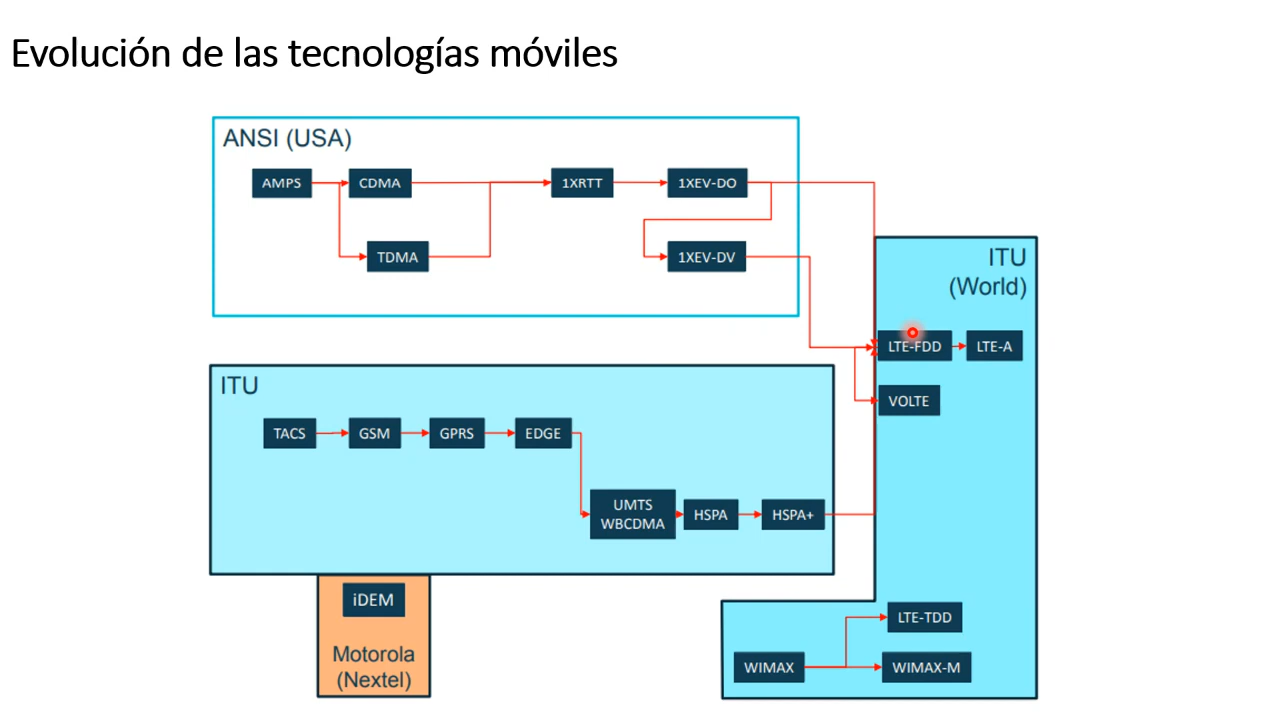 Evolución de las tecnologías móviles
ANSI (USA)
AMPS
CDMA
1XRTT
1XEV-DO
TDMA
1XEV-DV
ITU
(World)
LTE-FDD
LTE-A
VOLTE
ITU
TACS
GSM
GPRS
EDGE
UMTS
WBCDMA
HSPA
HSPA+
iDEM
Motorola
(Nextel)
LTE-TDD
WIMAX
WIMAX-M